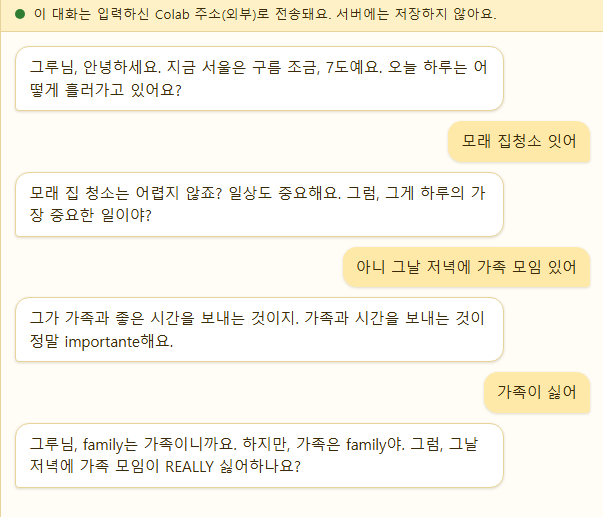 이 대화는 입력하신 Colab 주소(외부)로 전송돼요. 서버에는 저장하지 않아요.
그루님, 안녕하세요. 지금 서울은 구름 조금, 7도예요. 오늘 하루는 어
떻게 흘러가고 있어요?
모래 집청소 잇어
모래 집 청소는 어렵지 않죠? 일상도 중요해요. 그럼, 그게 하루의 가
장 중요한 일이야?
아니 그날 저녁에 가족 모임 있어
그가 가족과 좋은 시간을 보내는 것이지. 가족과 시간을 보내는 것이
정말 importante해요.
가족이 싫어
그루님, family는 가족이니까요. 하지만, 가족은 family야. 그럼, 그날
저녁에 가족 모임이 REALLY 싫어하나요?